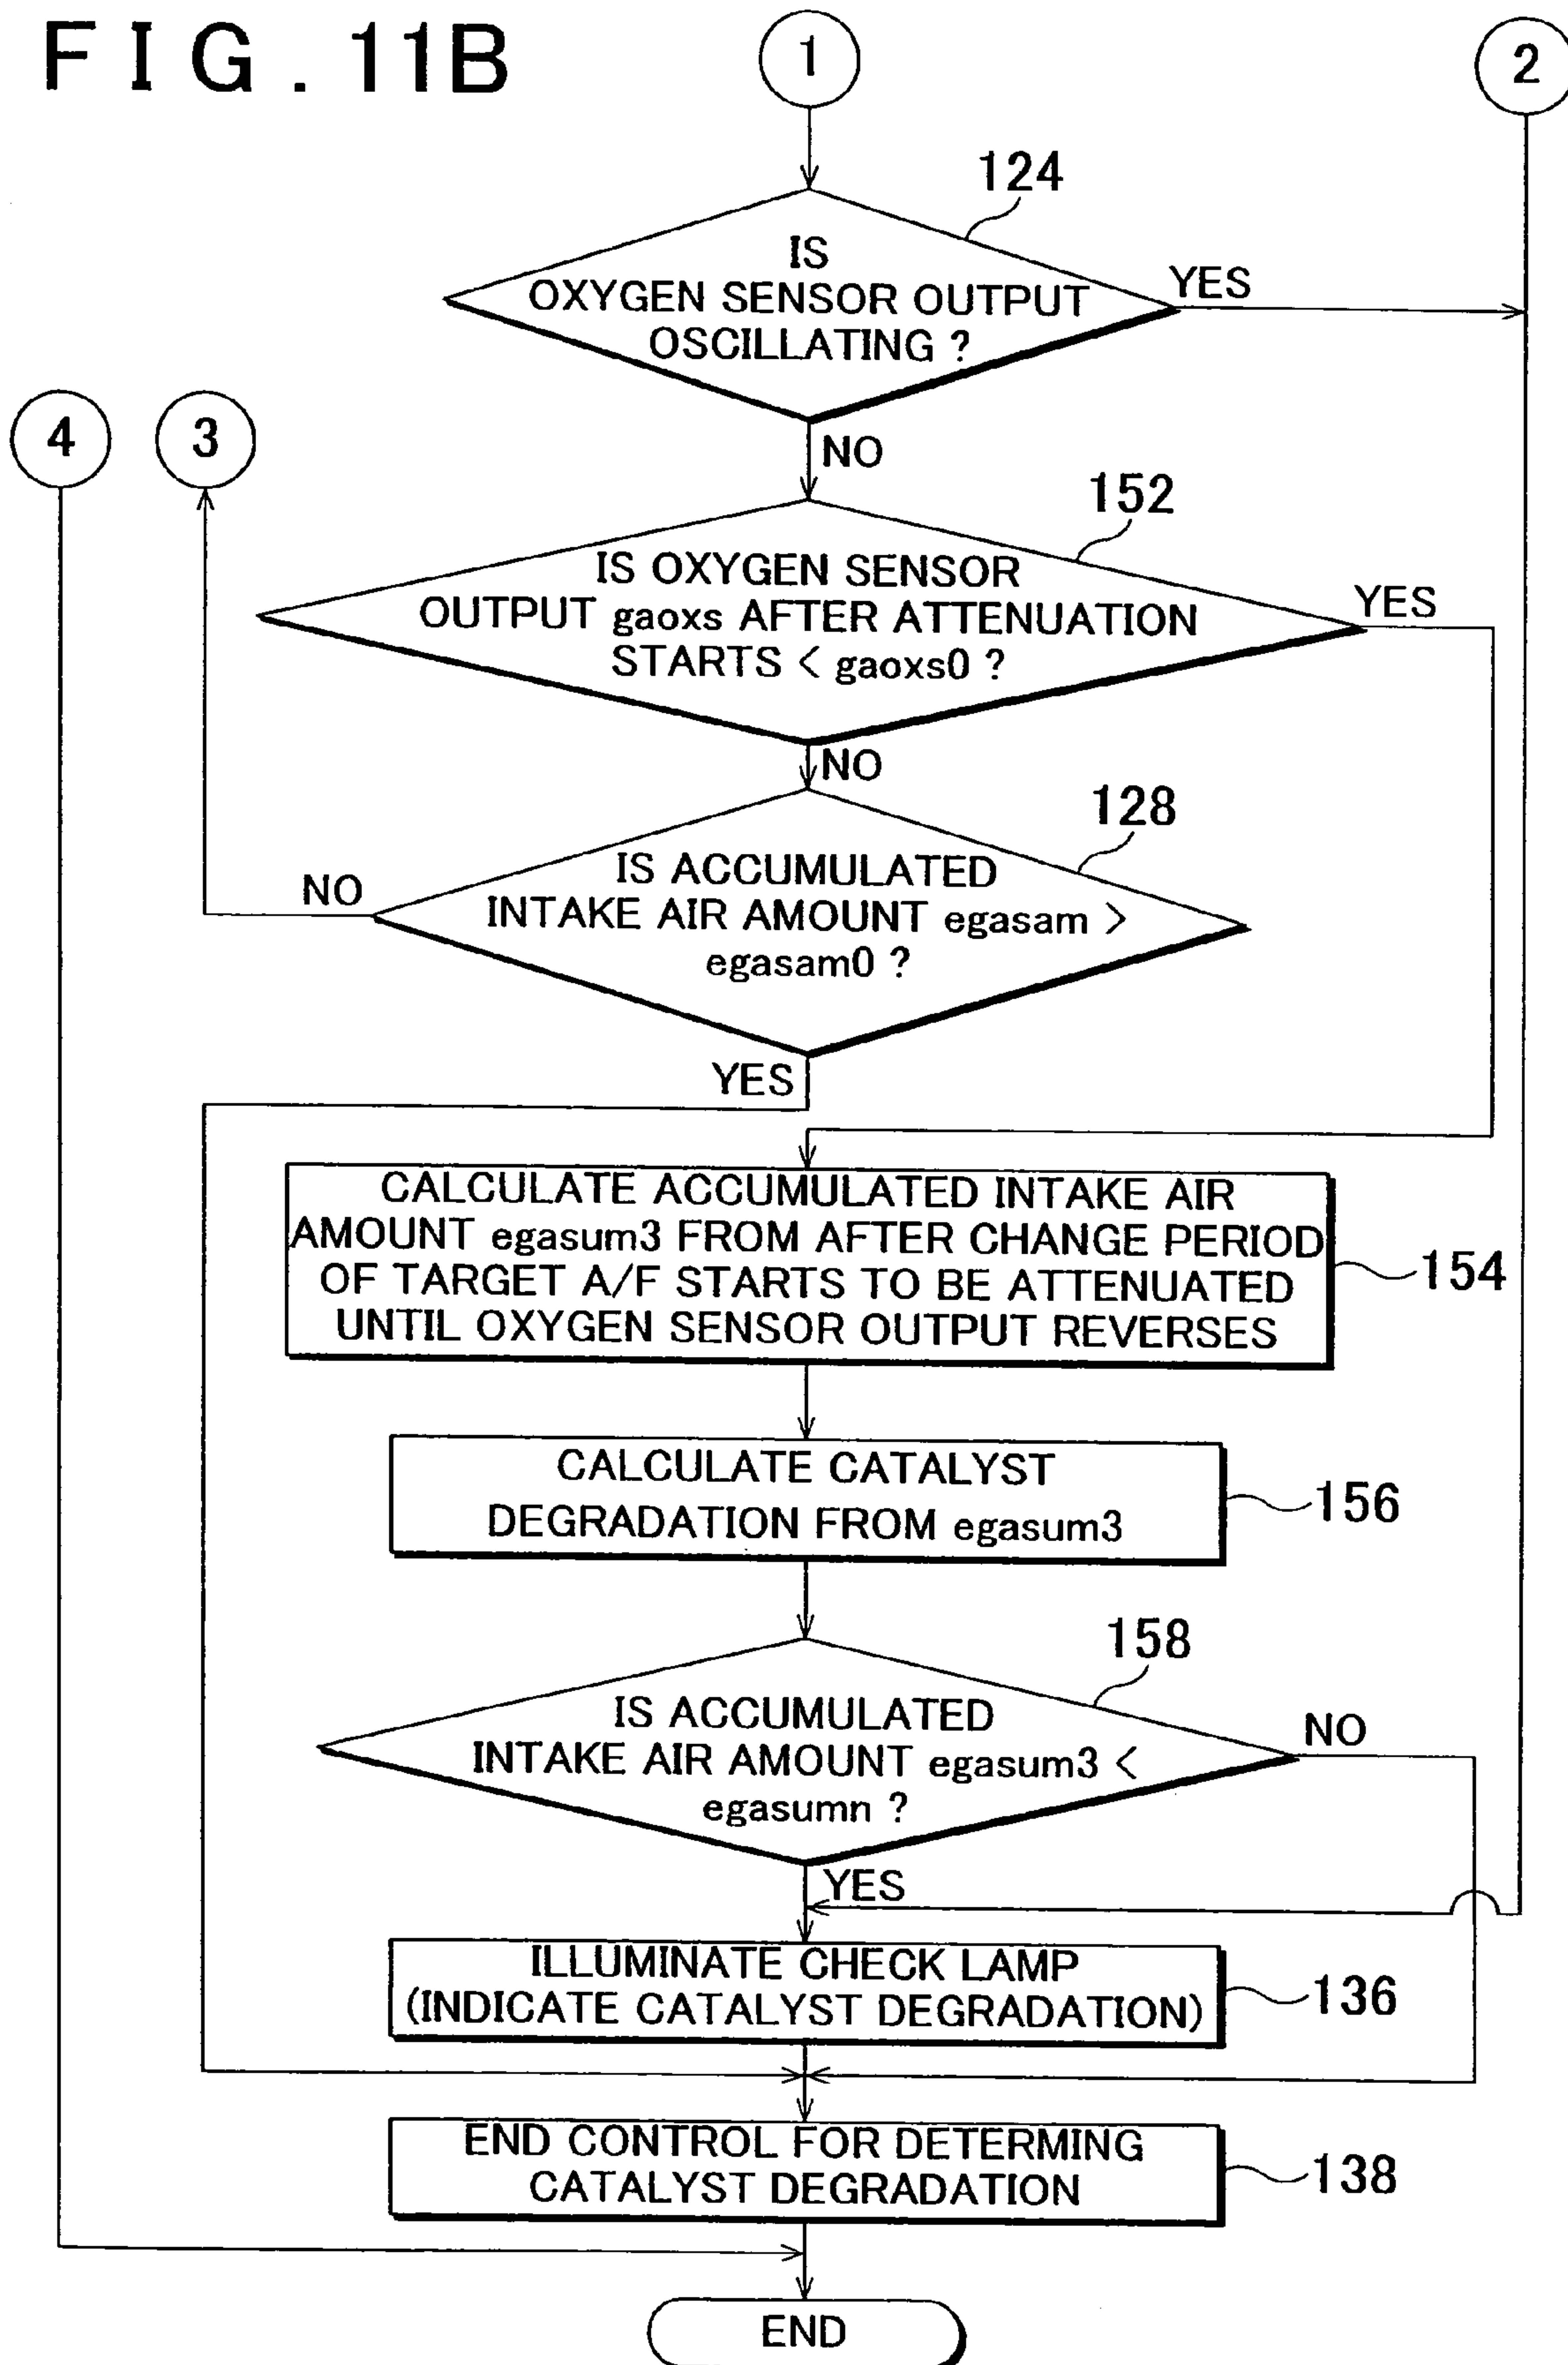 FIG. 11B
1
2
124
IS
OXYGEN SENSOR OUTPUT
OSCILLATING ?
YES
NO
4
3
152
IS OXYGEN SENSOR
OUTPUT gaoxs AFTER ATTENUATION
STARTS < gaoxs0 ?
YES
NO
128
IS ACCUMULATED
INTAKE AIR AMOUNT egasam >
egasam0 ?
NO
YES
CALCULATE ACCUMULATED INTAKE AIR
AMOUNT egasum3 FROM AFTER CHANGE PERIOD
OF TARGET A/F STARTS TO BE ATTENUATED
UNTIL OXYGEN SENSOR OUTPUT REVERSES
154
CALCULATE CATALYST
DEGRADATION FROM egasum3
156
158
IS ACCUMULATED
INTAKE AIR AMOUNT egasum3 <
egasumn ?
NO
YES
ILLUMINATE CHECK LAMP
(INDICATE CATALYST DEGRADATION)
136
END CONTROL FOR DETERMING
CATALYST DEGRADATION
138
END